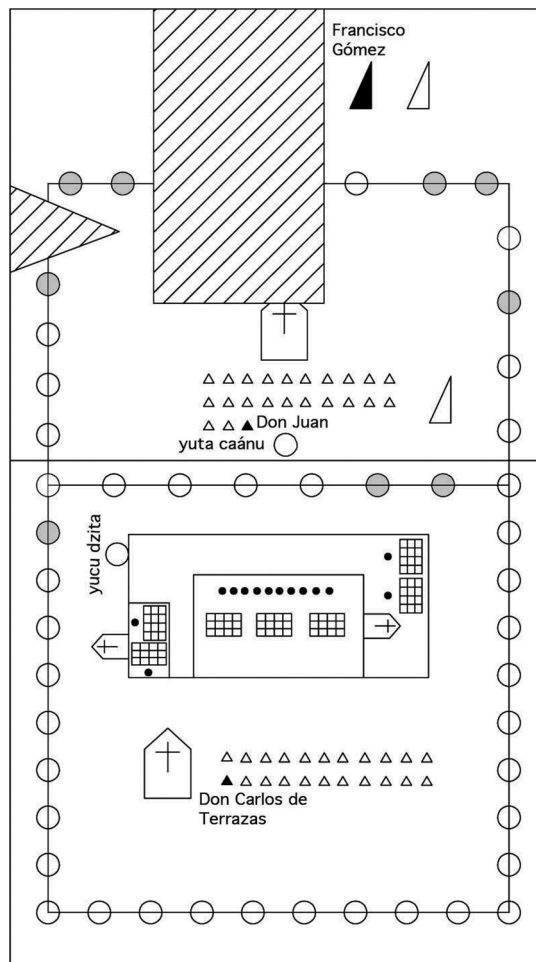 Francisco
Gómez
Don Juan
yuta caánu
yucu dzita
Don Carlos de
Terrazas